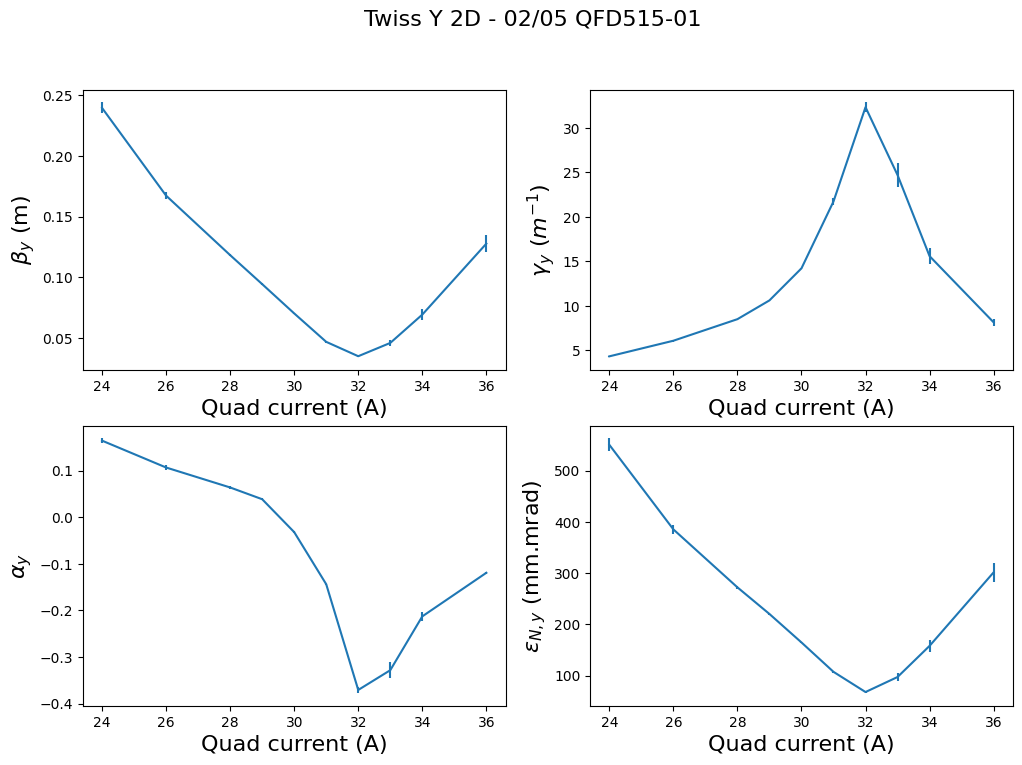 Twiss Y 2D - 02/05 QFD515-01
β_y (m)
0.25
0.20
0.15
0.10
0.05
24 26 28 30 32 34 36
Quad current (A)
γ_y (m⁻¹)
30
25
20
15
10
5
24 26 28 30 32 34 36
Quad current (A)
α_y
0.1
0.0
−0.1
−0.2
−0.3
−0.4
24 26 28 30 32 34 36
Quad current (A)
ε_{N,y} (mm.mrad)
500
400
300
200
100
24 26 28 30 32 34 36
Quad current (A)